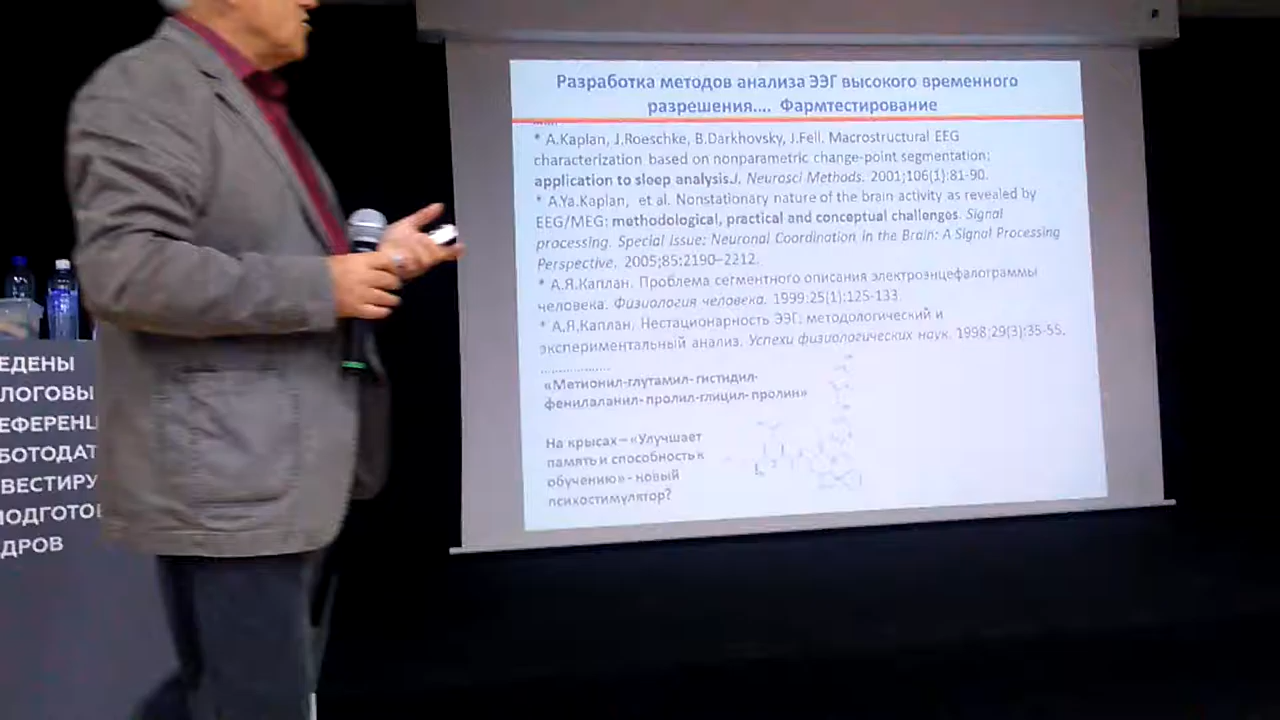 Разработка методов анализа ЭЭГ высокого временного
разрешения.... Фармтестирование
* A.Kaplan, J.Roeschke, B.Darkhovsky, J.Fell. Macrostructural EEG
characterization based on nonparametric change-point segmentation:
application to sleep analysis.J. Neurosci Methods. 2001;106(1):81-90.
* A.Ya.Kaplan, et al. Nonstationary nature of the brain activity as revealed by
EEG/MEG: methodological, practical and conceptual challenges. Signal
processing. Special Issue: Neuronal Coordination in the Brain: A Signal Processing
Perspective. 2005;85:2190–2212.
* А.Я.Каплан. Проблема сегментного описания электроэнцефалограммы
человека. Физиология человека. 1999:25(1):125-133
* А.Я.Каплан. Нестационарность ЭЭГ: методологический и
экспериментальный анализ. Успехи физиологических наук. 1998;29(3):35-55.
...................
«Метионил-глутамил-гистидил-
фенилаланил-пролил-глицил-пролин»
На крысах – «Улучшает
память и способность к
обучению» - новый
психостимулятор?
ЕДЕНЫ
ЛОГОВЫ
ЕФЕРЕНЦ
БОТОДАТ
ВЕСТИРУ
ПОДГОТО
ДРОВ